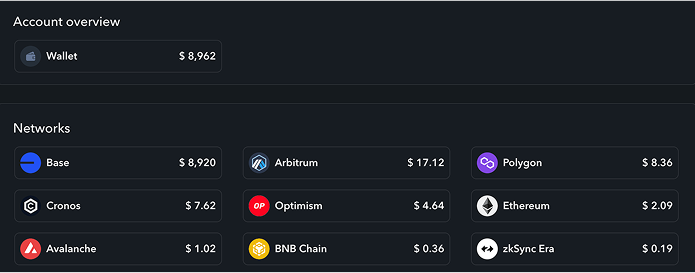 Account overview
Wallet $ 8,962
Networks
Base $ 8,920
Arbitrum $ 17.12
Polygon $ 8.36
Cronos $ 7.62
OP Optimism $ 4.64
Ethereum $ 2.09
Avalanche $ 1.02
BNB Chain $ 0.36
zkSync Era $ 0.19